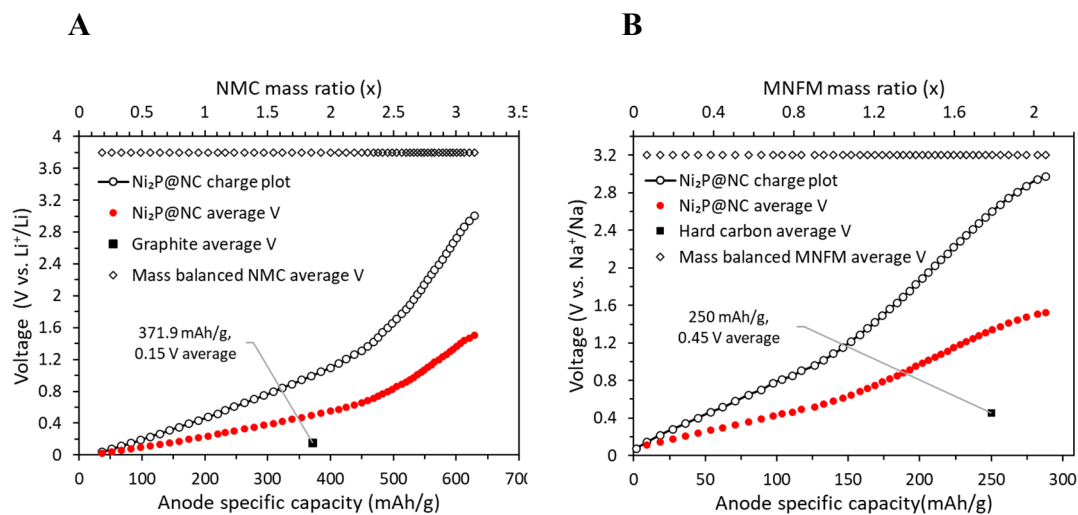 A
NMC mass ratio (x)
0 0.5 1 1.5 2 2.5 3 3.5
4
3.6
3.2
2.8
2.4
2
1.6
1.2
0.8
0.4
0
Voltage (V vs. Li⁺/Li)
Ni₂P@NC charge plot
Ni₂P@NC average V
Graphite average V
Mass balanced NMC average V
371.9 mAh/g,
0.15 V average
0 100 200 300 400 500 600 700
Anode specific capacity (mAh/g)
B
MNFM mass ratio (x)
0 0.4 0.8 1.2 1.6 2
3.2
2.8
2.4
2
1.6
1.2
0.8
0.4
0
Voltage (V vs. Na⁺/Na)
Ni₂P@NC charge plot
Ni₂P@NC average V
Hard carbon average V
Mass balanced MNFM average V
250 mAh/g,
0.45 V average
0 50 100 150 200 250 300
Anode specific capacity(mAh/g)